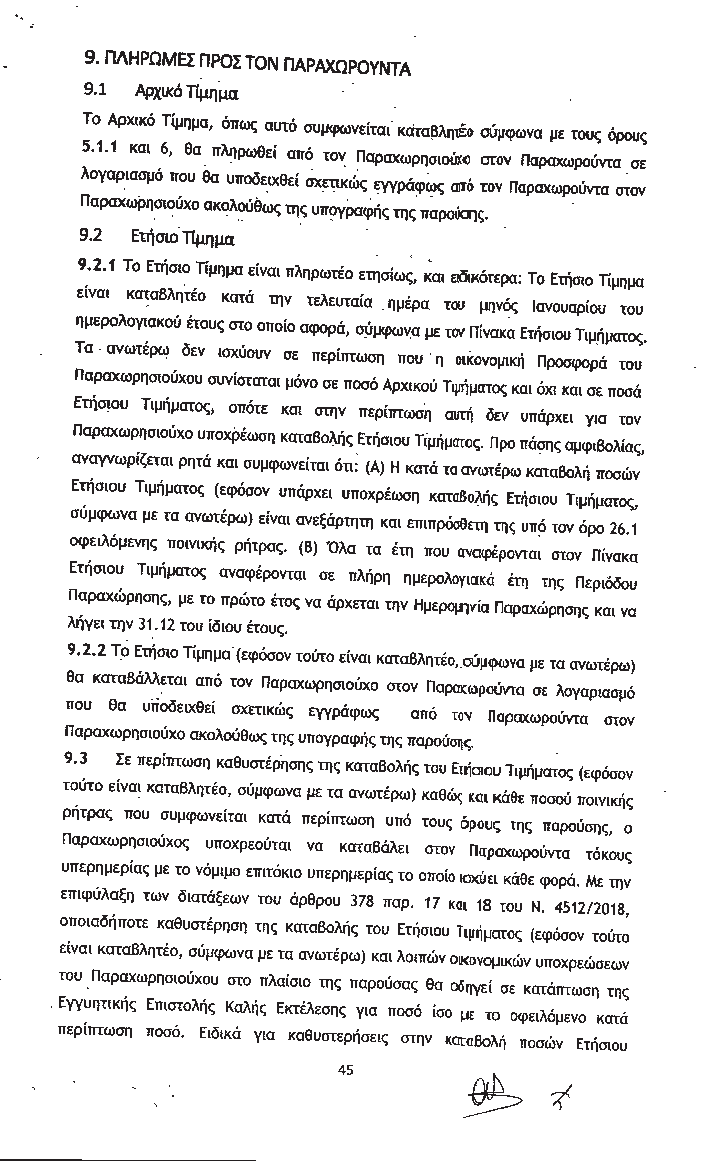 9. ΠΛΗΡΩΜΕΣ ΠΡΟΣ ΤΟΝ ΠΑΡΑΧΩΡΟΥΝΤΑ
9.1 Αρχικό Τίμημα
Το Αρχικό Τίμημα, όπως αυτό συμφωνείται καταβλητέο σύμφωνα με τους όρους
5.1.1 και 6, θα πληρωθεί από τον Παραχωρησιούχο στον Παραχωρούντα σε
λογαριασμό που θα υποδειχθεί σχετικώς εγγράφως από τον Παραχωρούντα στον
Παραχωρησιούχο ακολούθως της υπογραφής της παρούσης.
9.2 Ετήσιο Τίμημα
9.2.1 Το Ετήσιο Τίμημα είναι πληρωτέο ετησίως, και ειδικότερα: Το Ετήσιο Τίμημα
είναι καταβλητέο κατά την τελευταία ημέρα του μηνός Ιανουαρίου του
ημερολογιακού έτους στο οποίο αφορά, σύμφωνα με τον Πίνακα Ετήσιου Τιμήματος.
Τα ανωτέρω δεν ισχύουν σε περίπτωση που η οικονομική Προσφορά του
Παραχωρησιούχου συνίσταται μόνο σε ποσό Αρχικού Τιμήματος και όχι και σε ποσά
Ετήσιου Τιμήματος, οπότε και στην περίπτωση αυτή δεν υπάρχει για τον
Παραχωρησιούχο υποχρέωση καταβολής Ετήσιου Τιμήματος. Προ πάσης αμφιβολίας,
αναγνωρίζεται ρητά και συμφωνείται ότι: (Α) Η κατά τα ανωτέρω καταβολή ποσών
Ετήσιου Τιμήματος (εφόσον υπάρχει υποχρέωση καταβολής Ετήσιου Τιμήματος,
σύμφωνα με τα ανωτέρω) είναι ανεξάρτητη και επιπρόσθετη της υπό τον όρο 26.1
οφειλόμενης ποινικής ρήτρας. (Β) Όλα τα έτη που αναφέρονται στον Πίνακα
Ετήσιου Τιμήματος αναφέρονται σε πλήρη ημερολογιακά έτη της Περιόδου
Παραχώρησης, με το πρώτο έτος να άρχεται την Ημερομηνία Παραχώρησης και να
λήγει την 31.12 του ίδιου έτους.
9.2.2 Το Ετήσιο Τίμημα (εφόσον τούτο είναι καταβλητέο, σύμφωνα με τα ανωτέρω)
θα καταβάλλεται από τον Παραχωρησιούχο στον Παραχωρούντα σε λογαριασμό
που θα υποδειχθεί σχετικώς εγγράφως από τον Παραχωρούντα στον
Παραχωρησιούχο ακολούθως της υπογραφής της παρούσης.
9.3 Σε περίπτωση καθυστέρησης της καταβολής του Ετήσιου Τιμήματος (εφόσον
τούτο είναι καταβλητέο, σύμφωνα με τα ανωτέρω) καθώς και κάθε ποσού ποινικής
ρήτρας που συμφωνείται κατά περίπτωση υπό τους όρους της παρούσης, ο
Παραχωρησιούχος υποχρεούται να καταβάλει στον Παραχωρούντα τόκους
υπερημερίας με το νόμιμο επιτόκιο υπερημερίας το οποίο ισχύει κάθε φορά. Με την
επιφύλαξη των διατάξεων του άρθρου 378 παρ. 17 και 18 του Ν. 4512/2018,
οποιαδήποτε καθυστέρηση της καταβολής του Ετήσιου Τιμήματος (εφόσον τούτο
είναι καταβλητέο, σύμφωνα με τα ανωτέρω) και λοιπών οικονομικών υποχρεώσεων
του Παραχωρησιούχου στο πλαίσιο της παρούσας θα οδηγεί σε κατάπτωση της
Εγγυητικής Επιστολής Καλής Εκτέλεσης για ποσό ίσο με το οφειλόμενο κατά
περίπτωση ποσό. Ειδικά για καθυστερήσεις στην καταβολή ποσών Ετήσιου
45